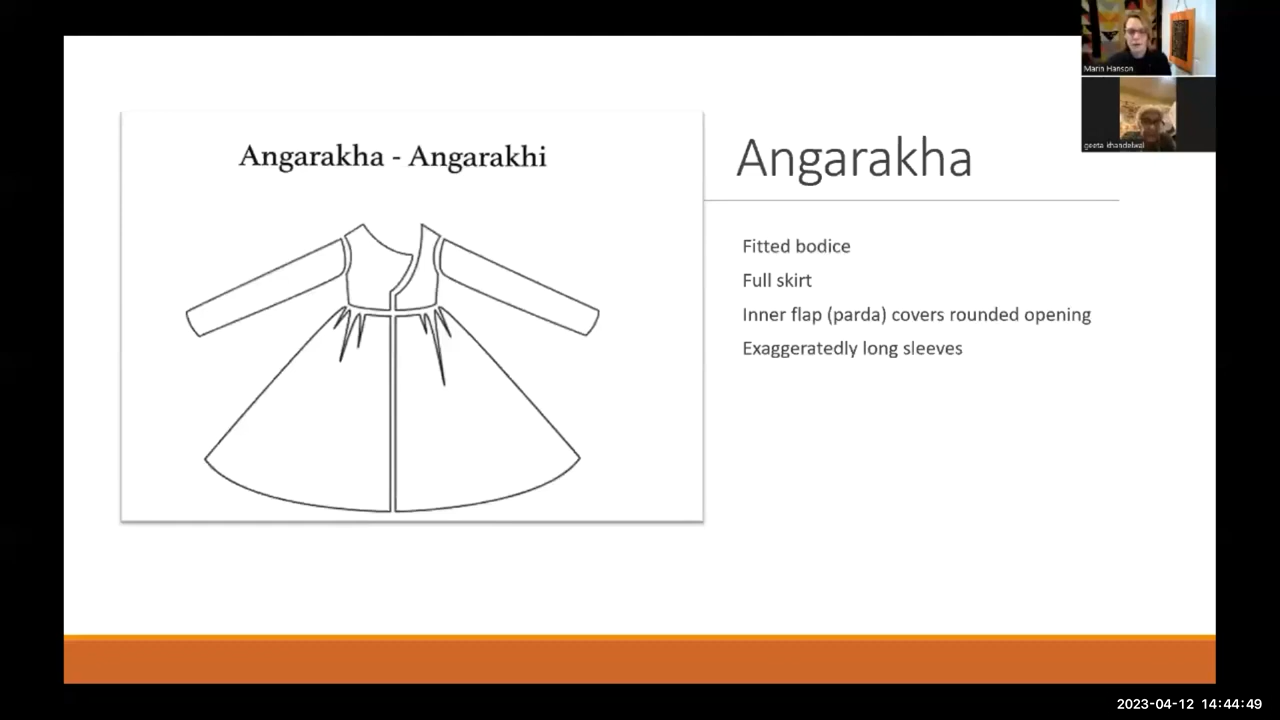 Angarakha - Angarakhi
Angarakha
Fitted bodice
Full skirt
Inner flap (parda) covers rounded opening
Exaggeratedly long sleeves
Marin Hanson
geeta khandelwal
2023-04-12 14:44:49